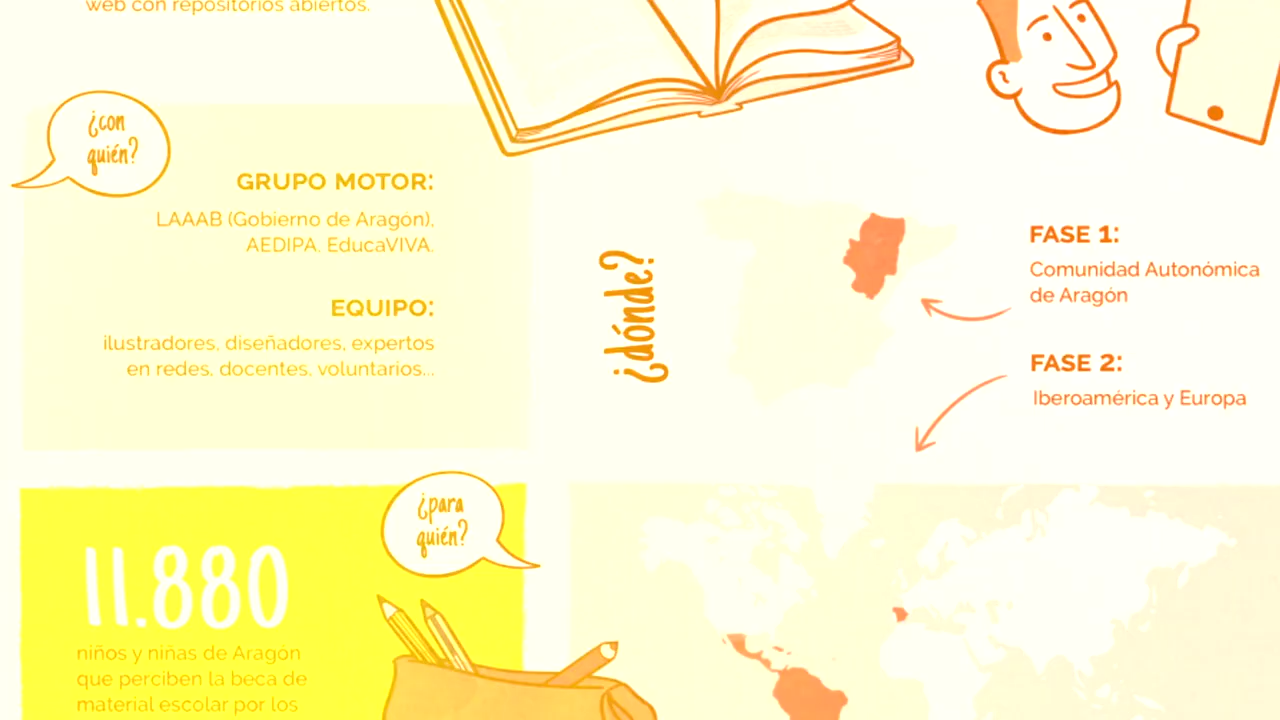 web con repositorios abiertos.
¿con
quién?
GRUPO MOTOR:
LAAAB (Gobierno de Aragón),
AEDIPA, EducaVIVA.
EQUIPO:
ilustradores, diseñadores, expertos
en redes, docentes, voluntarios...
¿dónde?
FASE 1:
Comunidad Autonómica
de Aragón
FASE 2:
Iberoamérica y Europa
¿para
quién?
11.880
niños y niñas de Aragón
que perciben la beca de
material escolar por los